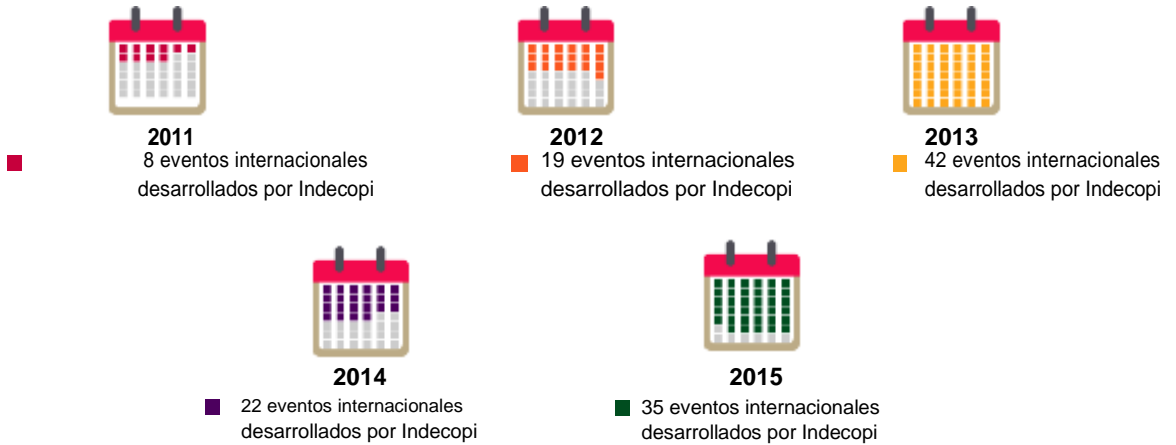 2011
8 eventos internacionales
desarrollados por Indecopi
2012
19 eventos internacionales
desarrollados por Indecopi
2013
42 eventos internacionales
desarrollados por Indecopi
2014
22 eventos internacionales
desarrollados por Indecopi
2015
35 eventos internacionales
desarrollados por Indecopi